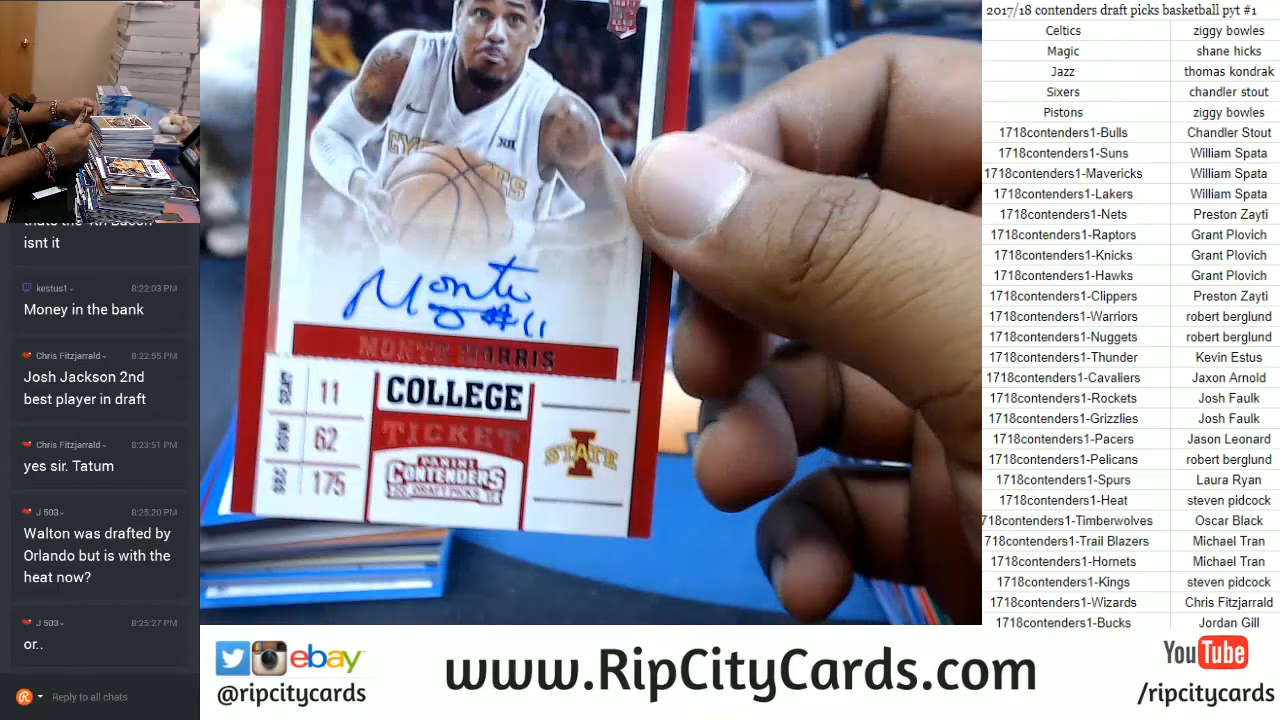 isnt it
kestus1 8:22:03 PM
Money in the bank
Chris Fitzjarrald 8:22:55 PM
Josh Jackson 2nd
best player in draft
Chris Fitzjarrald 8:23:51 PM
yes sir. Tatum
J 503 8:25:20 PM
Walton was drafted by
Orlando but is with the
heat now?
J 503 8:25:27 PM
or..
Reply to all chats
XII
Monte
#11
MONTE MORRIS
11
62
175
COLLEGE
TICKET
PANINI
CONTENDERS
DRAFT PICKS
STATE
2017/18 contenders draft picks basketball pyt #1
Celtics ziggy bowles
Magic shane hicks
Jazz thomas kondrak
Sixers chandler stout
Pistons ziggy bowles
1718contenders1-Bulls Chandler Stout
1718contenders1-Suns William Spata
1718contenders1-Mavericks William Spata
1718contenders1-Lakers William Spata
1718contenders1-Nets Preston Zayti
1718contenders1-Raptors Grant Plovich
1718contenders1-Knicks Grant Plovich
1718contenders1-Hawks Grant Plovich
1718contenders1-Clippers Preston Zayti
1718contenders1-Warriors robert berglund
1718contenders1-Nuggets robert berglund
1718contenders1-Thunder Kevin Estus
1718contenders1-Cavaliers Jaxon Arnold
1718contenders1-Rockets Josh Faulk
1718contenders1-Grizzlies Josh Faulk
1718contenders1-Pacers Jason Leonard
1718contenders1-Pelicans robert berglund
1718contenders1-Spurs Laura Ryan
1718contenders1-Heat steven pidcock
718contenders1-Timberwolves Oscar Black
1718contenders1-Trail Blazers Michael Tran
1718contenders1-Hornets Michael Tran
1718contenders1-Kings steven pidcock
1718contenders1-Wizards Chris Fitzjarrald
1718contenders1-Bucks Jordan Gill
ebay
@ripcitycards
www.RipCityCards.com
YouTube
/ripcitycards